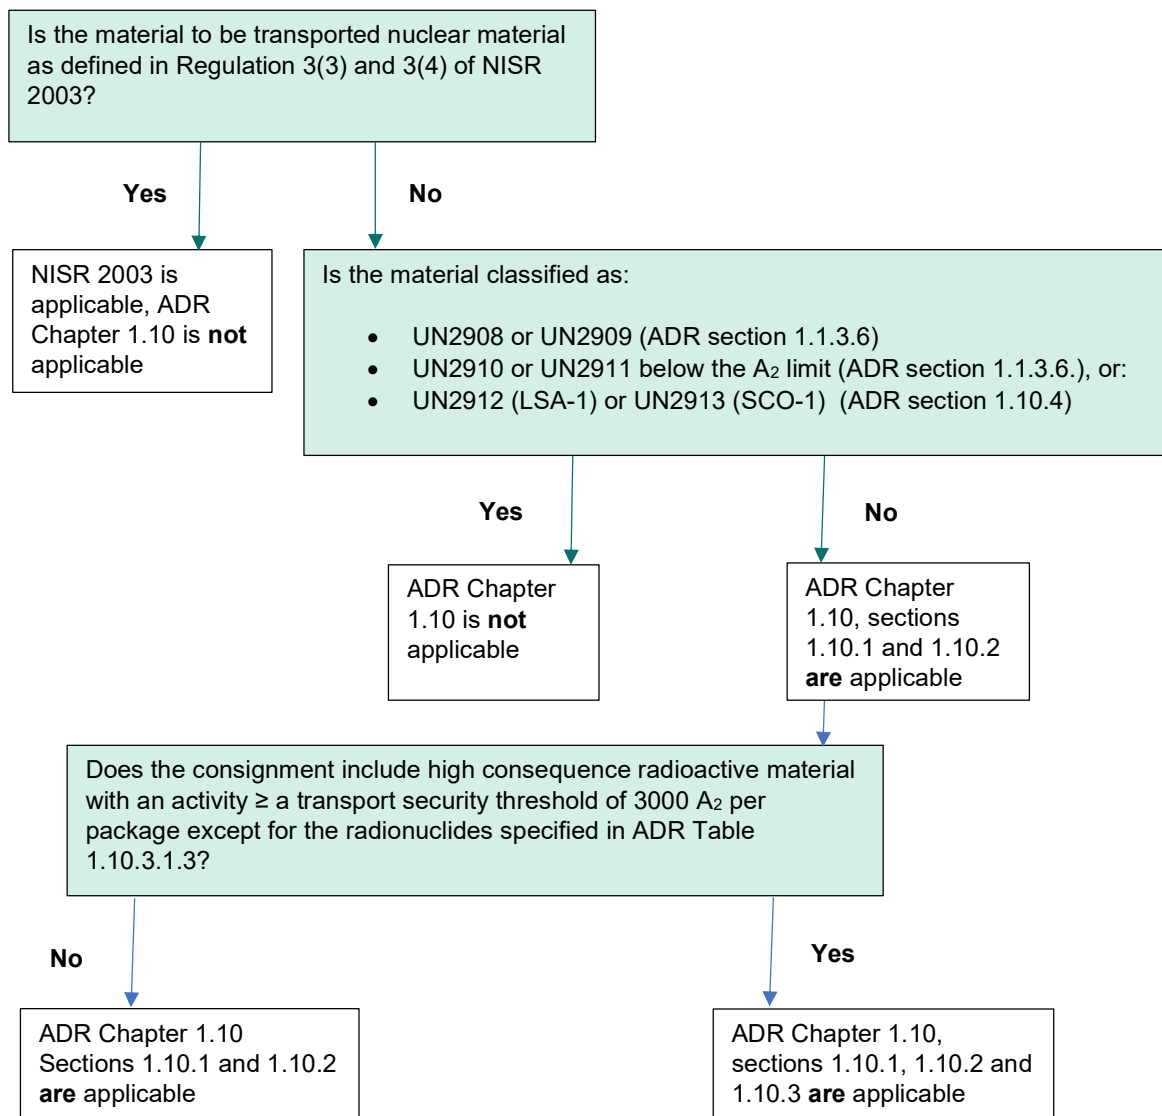 Is the material to be transported nuclear material
as defined in Regulation 3(3) and 3(4) of NISR
2003?
Yes
No
NISR 2003 is
applicable, ADR
Chapter 1.10 is not
applicable
Is the material classified as:
• UN2908 or UN2909 (ADR section 1.1.3.6)
• UN2910 or UN2911 below the A₂ limit (ADR section 1.1.3.6.), or:
• UN2912 (LSA-1) or UN2913 (SCO-1)  (ADR section 1.10.4)
Yes
No
ADR Chapter
1.10 is not
applicable
ADR Chapter
1.10, sections
1.10.1 and 1.10.2
are applicable
Does the consignment include high consequence radioactive material
with an activity ≥ a transport security threshold of 3000 A₂ per
package except for the radionuclides specified in ADR Table
1.10.3.1.3?
No
Yes
ADR Chapter 1.10
Sections 1.10.1 and 1.10.2
are applicable
ADR Chapter 1.10,
sections 1.10.1, 1.10.2 and
1.10.3 are applicable